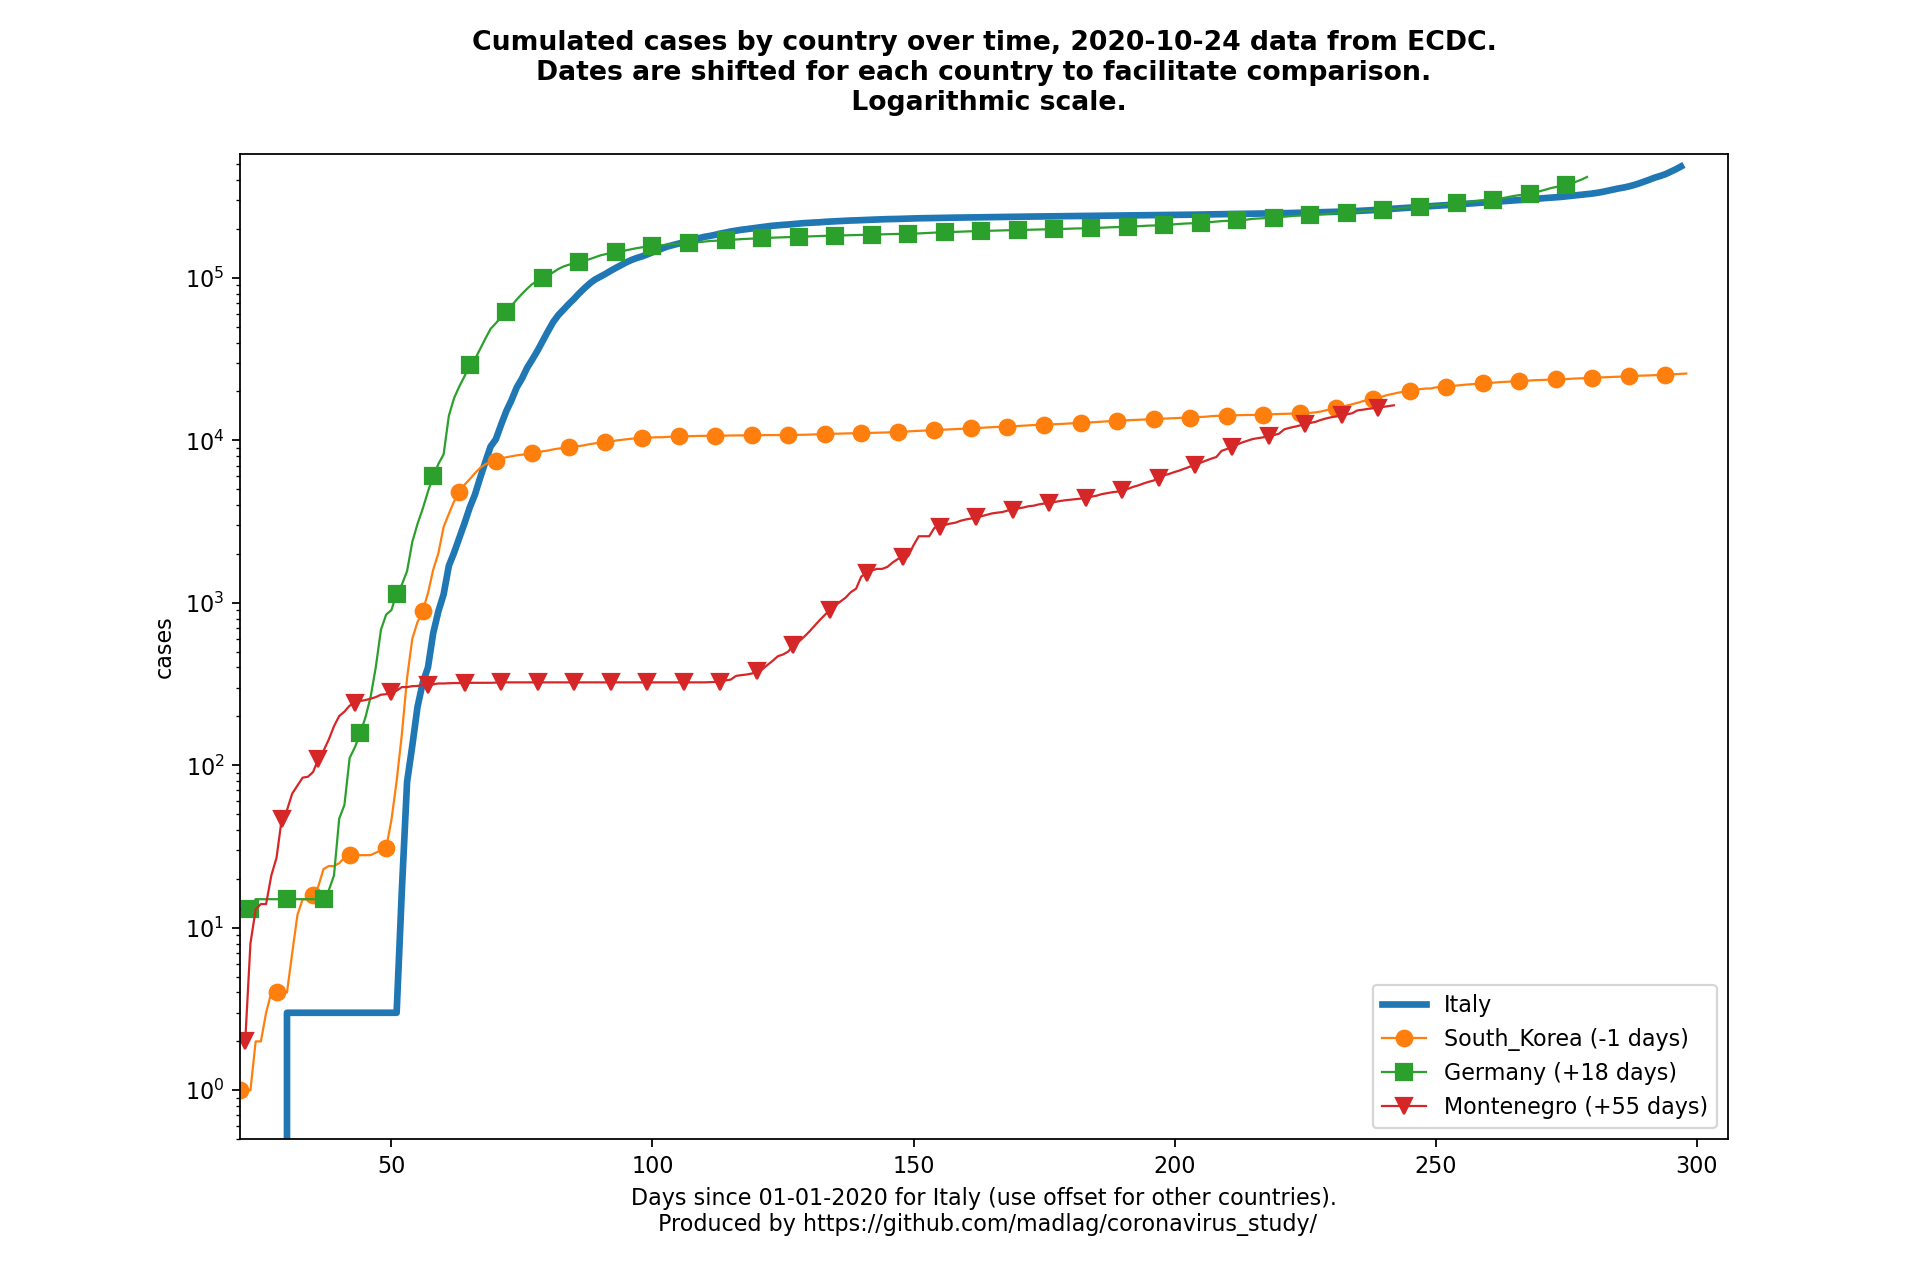 Cumulated cases by country over time, 2020-10-24 data from ECDC.
Dates are shifted for each country to facilitate comparison.
Logarithmic scale.
10^5
10^4
10^3
10^2
10^1
10^0
cases
Italy
South_Korea (-1 days)
Germany (+18 days)
Montenegro (+55 days)
50 100 150 200 250 300
Days since 01-01-2020 for Italy (use offset for other countries).
Produced by https://github.com/madlag/coronavirus_study/